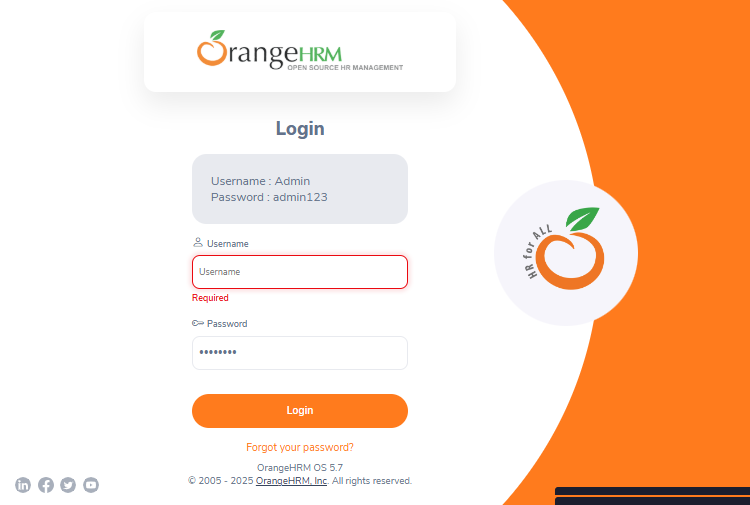 OrangeHRM
OPEN SOURCE HR MANAGEMENT
Login
Username : Admin
Password : admin123
Username
Username
Required
Password
••••••••
Login
Forgot your password?
OrangeHRM OS 5.7
© 2005 - 2025 OrangeHRM, Inc. All rights reserved.
HR for ALL
in